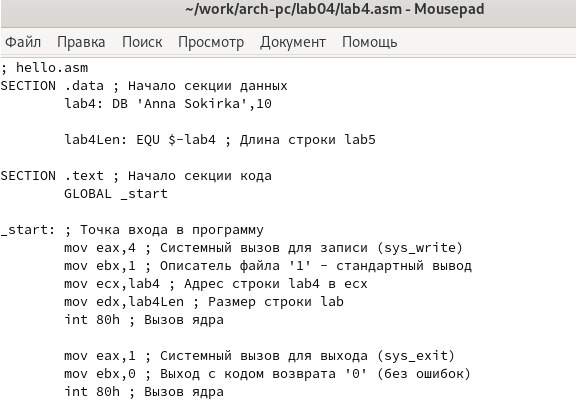 ~/work/arch-pc/lab04/lab4.asm - Mousepad
Файл Правка Поиск Просмотр Документ Помощь
; hello.asm
SECTION .data ; Начало секции данных
lab4: DB 'Anna Sokirka',10
lab4Len: EQU $-lab4 ; Длина строки lab5
SECTION .text ; Начало секции кода
GLOBAL _start
_start: ; Точка входа в программу
mov eax,4 ; Системный вызов для записи (sys_write)
mov ebx,1 ; Описатель файла '1' - стандартный вывод
mov ecx,lab4 ; Адрес строки lab4 в ecx
mov edx,lab4Len ; Размер строки lab
int 80h ; Вызов ядра
mov eax,1 ; Системный вызов для выхода (sys_exit)
mov ebx,0 ; Выход с кодом возврата '0' (без ошибок)
int 80h ; Вызов ядра